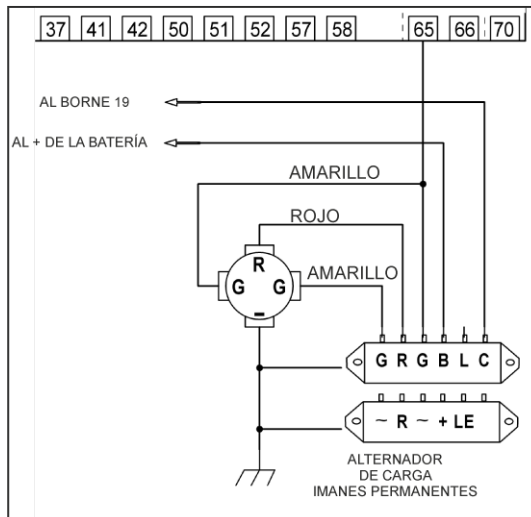 37 41 42 50 51 52 57 58 65 66 70
AL BORNE 19
AL + DE LA BATERÍA
AMARILLO
ROJO
AMARILLO
R
G G
-
G R G B L C
~ R ~ + LE
ALTERNADOR
DE CARGA
IMANES PERMANENTES